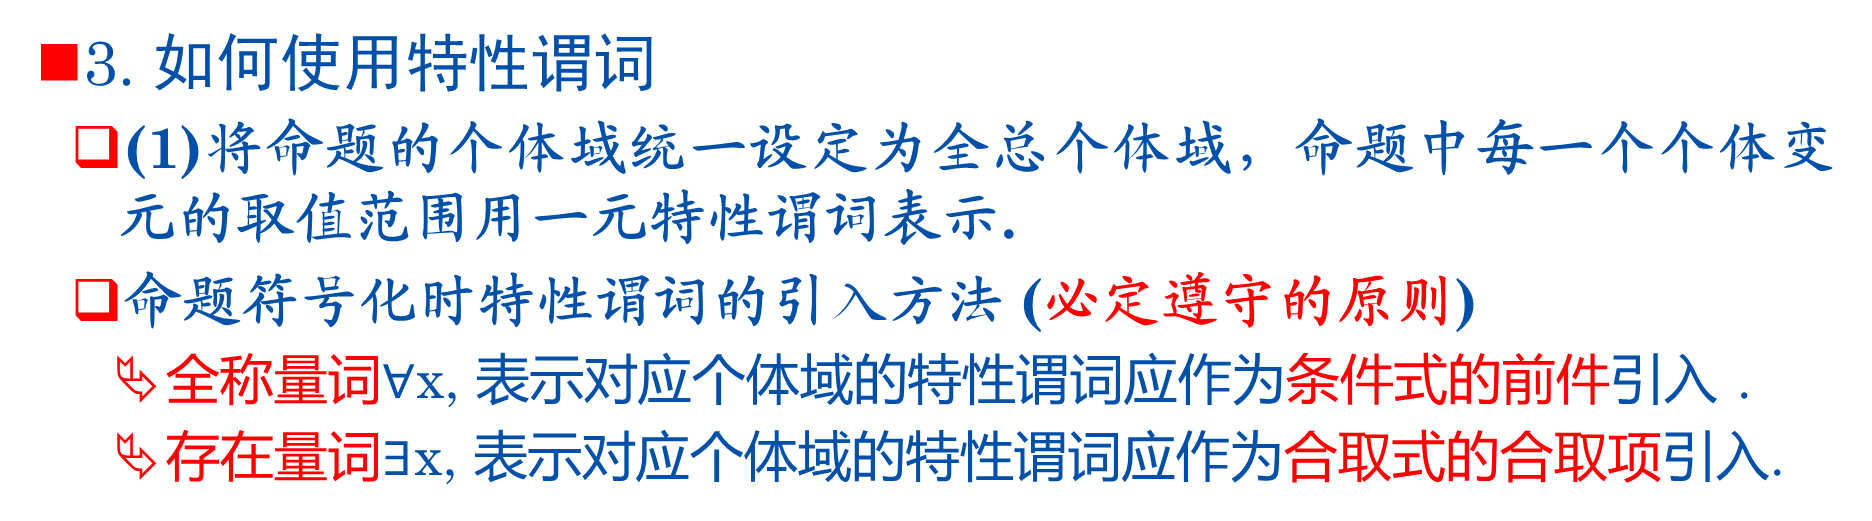 3. 如何使用特性谓词
(1)将命题的个体域统一设定为全总个体域，命题中每一个个体变
元的取值范围用一元特性谓词表示.
命题符号化时特性谓词的引入方法 (必定遵守的原则)
全称量词∀x, 表示对应个体域的特性谓词应作为条件式的前件引入 .
存在量词∃x, 表示对应个体域的特性谓词应作为合取式的合取项引入.